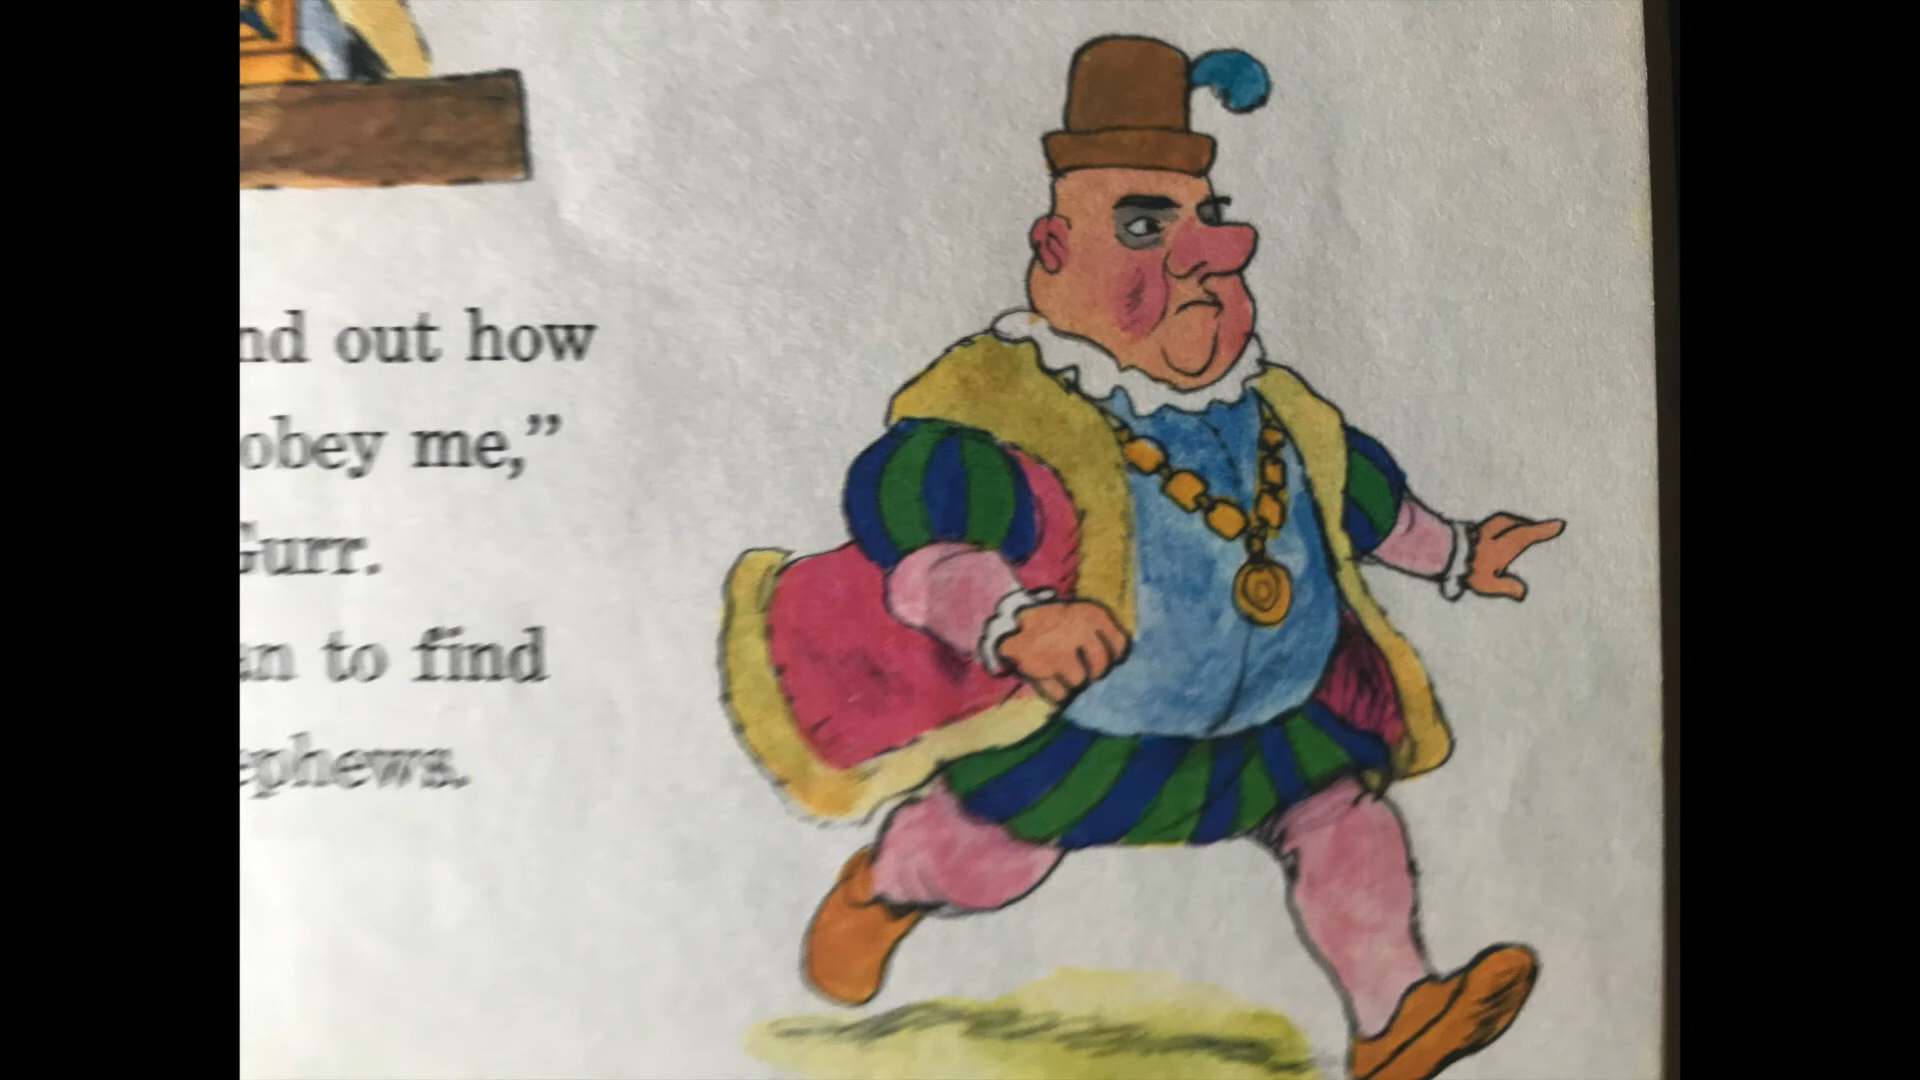 nd out how
obey me,”
Gurr.
an to find
ephews.